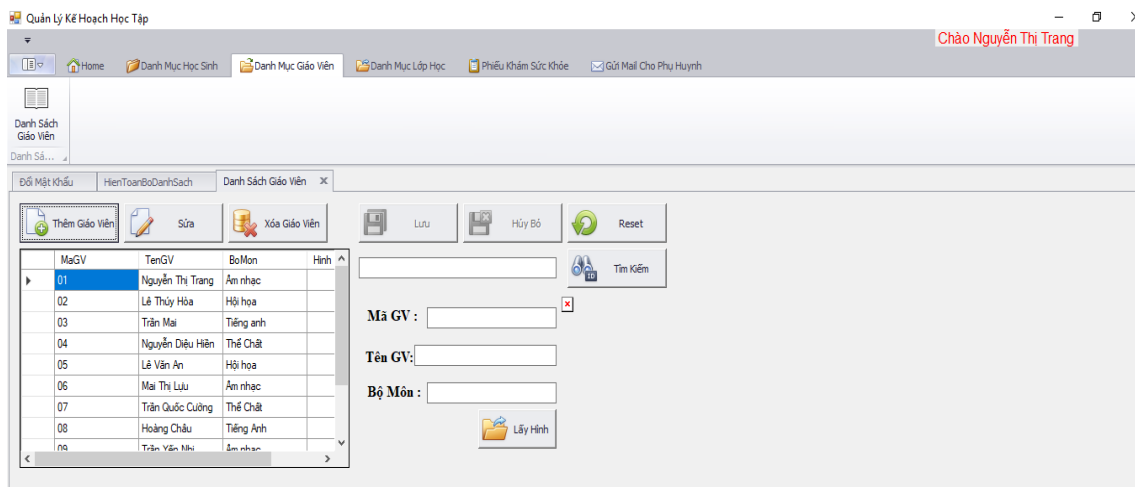 Quản Lý Kế Hoạch Học Tập
Chào Nguyễn Thị Trang
Home Danh Mục Học Sinh Danh Mục Giáo Viên Danh Mục Lớp Học Phiếu Khám Sức Khỏe Gửi Mail Cho Phụ Huynh
Danh Sách
Giáo Viên
Danh Sá...
Đổi Mật Khẩu HienToanBoDanhSach Danh Sách Giáo Viên X
Thêm Giáo Viên Sửa Xóa Giáo Viên Lưu Hủy Bỏ Reset
Tìm Kiếm
MaGV TenGV BoMon Hinh
01 Nguyễn Thị Trang Âm nhạc
02 Lê Thúy Hòa Hội họa
03 Trần Mai Tiếng anh
04 Nguyễn Diệu Hiền Thể Chất
05 Lê Văn An Hội họa
06 Mai Thị Lựu Âm nhạc
07 Trần Quốc Cường Thể Chất
08 Hoàng Châu Tiếng Anh
09 Trần Yến Nhi Âm nhạc
Mã GV :
Tên GV:
Bộ Môn :
Lấy Hình